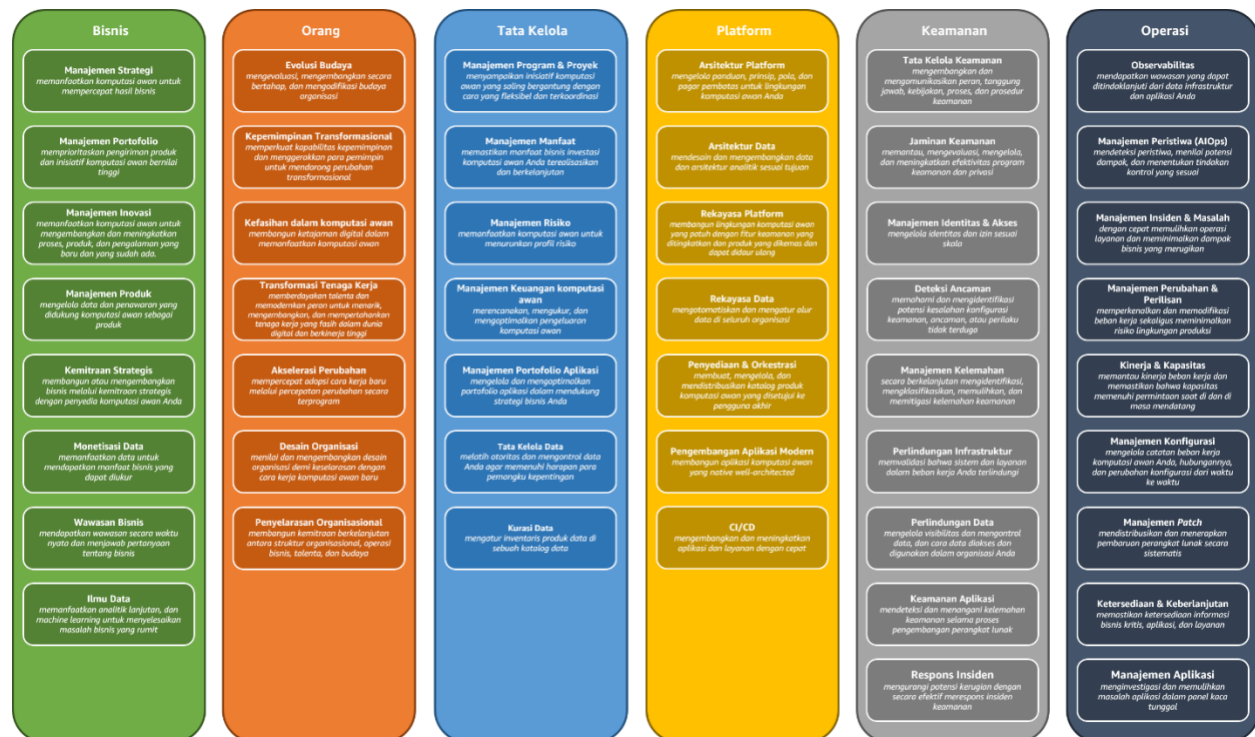 Bisnis
Manajemen Strategi
memanfaatkan komputasi awan untuk
mempercepat hasil bisnis
Manajemen Portofolio
memprioritaskan pengiriman produk
dan inisiatif komputasi awan bernilai
tinggi
Manajemen Inovasi
memanfaatkan komputasi awan untuk
mengembangkan dan meningkatkan
proses, produk, dan pengalaman yang
baru dan yang sudah ada.
Manajemen Produk
mengelola data dan penawaran yang
didukung komputasi awan sebagai
produk
Kemitraan Strategis
membangun atau mengembangkan
bisnis melalui kemitraan strategis
dengan penyedia komputasi awan Anda
Monetisasi Data
memanfaatkan data untuk
mendapatkan manfaat bisnis yang
dapat diukur
Wawasan Bisnis
mendapatkan wawasan secara waktu
nyata dan menjawab pertanyaan
tentang bisnis
Ilmu Data
memanfaatkan analitik lanjutan, dan
machine learning untuk menyelesaikan
masalah bisnis yang rumit
Orang
Evolusi Budaya
mengevaluasi, mengembangkan secara
bertahap, dan mengodifikasi budaya
organisasi
Kepemimpinan Transformasional
memperkuat kapabilitas kepemimpinan
dan menggerakkan para pemimpin
untuk mendorong perubahan
transformasional
Kefasihan dalam komputasi awan
membangun ketajaman digital dalam
memanfaatkan komputasi awan
Transformasi Tenaga Kerja
memberdayakan talenta dan
memodernkan peran untuk menarik,
mengembangkan, dan mempertahankan
tenaga kerja yang fasih dalam dunia
digital dan berkinerja tinggi
Akselerasi Perubahan
mempercepat adopsi cara kerja baru
melalui percepatan perubahan secara
terprogram
Desain Organisasi
menilai dan mengembangkan desain
organisasi demi keselarasan dengan
cara kerja komputasi awan baru
Penyelarasan Organisasional
membangun kemitraan berkelanjutan
antara struktur organisasional, operasi
bisnis, talenta, dan budaya
Tata Kelola
Manajemen Program & Proyek
menyampaikan inisiatif komputasi
awan yang saling bergantung dengan
cara yang fleksibel dan terkoordinasi
Manajemen Manfaat
memastikan manfaat bisnis investasi
komputasi awan Anda terealisasikan
dan berkelanjutan
Manajemen Risiko
memanfaatkan komputasi awan untuk
menurunkan profil risiko
Manajemen Keuangan komputasi
awan
merencanakan, mengukur, dan
mengoptimalkan pengeluaran
komputasi awan
Manajemen Portofolio Aplikasi
mengelola dan mengoptimalkan
portofolio aplikasi dalam mendukung
strategi bisnis Anda
Tata Kelela Data
melatih otoritas dan mengontrol data
Anda agar memenuhi harapan para
pemangku kepentingan
Kurasi Data
mengatur inventaris produk data di
sebuah katalog data
Platform
Arsitektur Platform
mengelola panduan, prinsip, pola, dan
pagar pembatas untuk lingkungan
komputasi awan Anda
Arsitektur Data
mendesain dan mengembangkan data
dan arsitektur analitik sesuai tujuan
Rekayasa Platform
membangun lingkungan komputasi awan
yang patuh dengan fitur keamanan yang
ditingkatkan dan produk yang dikemas dan
dapat didaur ulang
Rekayasa Data
mengotomatiskan dan mengatur alur
data di seluruh organisasi
Penyediaan & Orkestrasi
membuat, mengelola, dan
mendistribusikan katalog produk
komputasi awan yang disetujui ke
pengguna akhir
Pengembangan Aplikasi Modern
membangun aplikasi komputasi awan
yang native well-architected
CI/CD
mengembangkan dan meningkatkan
aplikasi dan layanan dengan cepat
Keamanan
Tata Kelola Keamanan
mengembangkan dan
mengomunikasikan peran, tanggung
jawab, kebijakan, proses, dan prosedur
keamanan
Jaminan Keamanan
memantau, mengevaluasi, mengelola,
dan meningkatkan efektivitas program
keamanan dan privasi
Manajemen Identitas & Akses
mengelola identitas dan izin sesuai
skala
Deteksi Ancaman
memahami dan mengidentifikasi
potensi kesalahan konfigurasi
keamanan, ancaman, atau perilaku
tidak terduga
Manajemen Kelemahan
secara berkelanjutan mengidentifikasi,
mengklasifikasikan, memulihkan, dan
memitigasi kelemahan keamanan
Perlindungan Infrastruktur
memvalidasi bahwa sistem dan layanan
dalam beban kerja Anda terlindungi
Perlindungan Data
mengelola visibilitas dan mengontrol
data, dan cara data diakses dan
digunakan dalam organisasi Anda
Keamanan Aplikasi
mendeteksi dan menangani kelemahan
keamanan selama proses
pengembangan perangkat lunak
Respons Insiden
mengurangi potensi kerugian dengan
secara efektif merespons insiden
keamanan
Operasi
Observabilitas
mendapatkan wawasan yang dapat
ditindaklanjuti dari data infrastruktur
dan aplikasi Anda
Manajemen Peristiwa (AIOps)
mendeteksi peristiwa, menilai potensi
dampak, dan menentukan tindakan
kontrol yang sesuai
Manajemen Insiden & Masalah
dengan cepat memulihkan operasi
layanan dan meminimalkan dampak
bisnis yang merugikan
Manajemen Perubahan &
Perilisan
memperkenalkan dan memodifikasi
beban kerja sekaligus meminimalkan
risiko lingkungan produksi
Kinerja & Kapasitas
memantau kinerja beban kerja dan
memastikan bahwa kapasitas
memenuhi permintaan saat di dan di
masa mendatang
Manajemen Konfigurasi
mengelola catatan beban kerja
komputasi awan Anda, hubungannya,
dan perubahan konfigurasi dari waktu
ke waktu
Manajemen Patch
mendistribusikan dan menerapkan
pembaruan perangkat lunak secara
sistematis
Ketersediaan & Keberlanjutan
memastikan ketersediaan informasi
bisnis kritis, aplikasi, dan layanan
Manajemen Aplikasi
menginvestigasi dan memulihkan
masalah aplikasi dalam panel kaca
tunggal